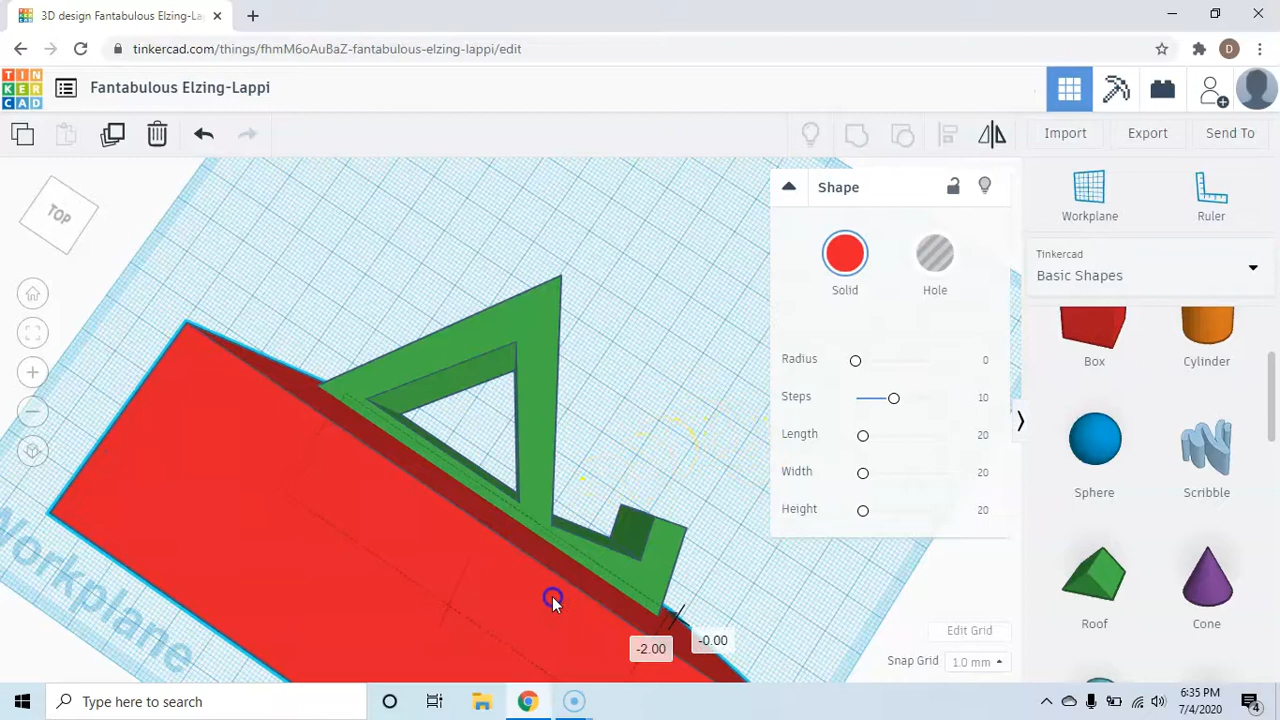 3D design Fantabulous Elzing-La
tinkercad.com/things/fhmM6oAuBaZ-fantabulous-elzing-lappi/edit
D
TIN
KER
CAD
Fantabulous Elzing-Lappi
Import
Export
Send To
TOP
Shape
Solid
Hole
Radius
0
Steps
10
Length
20
Width
20
Height
20
Workplane
Ruler
Tinkercad
Basic Shapes
Box
Cylinder
Sphere
Scribble
Roof
Cone
Workplane
-2.00
-0.00
Edit Grid
Snap Grid
1.0 mm
Type here to search
6:35 PM
7/4/2020
4